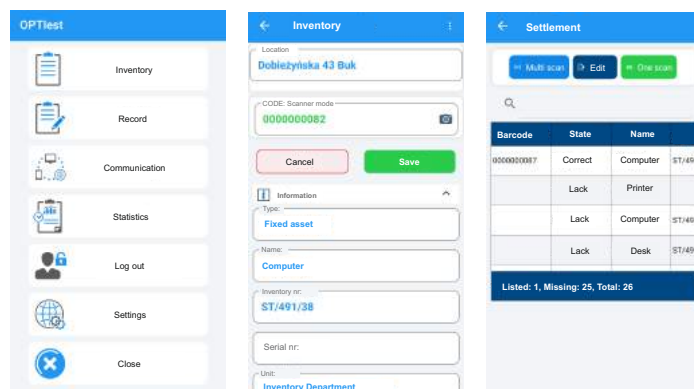 OPTIest
Inventory
Record
Communication
Statistics
Log out
Settings
Close
Inventory
Location
Dobieżyńska 43 Buk
CODE: Scanner mode
0000000082
Cancel
Save
Information
Type:
Fixed asset
Name:
Computer
Inventory nr:
ST/491/38
Serial nr:
Unit:
Inventory Department
Settlement
Multi scan
Edit
One scan
Barcode State Name
0000000087 Correct Computer ST/49
Lack Printer
Lack Computer ST/49
Lack Desk ST/49
Listed: 1, Missing: 25, Total: 26